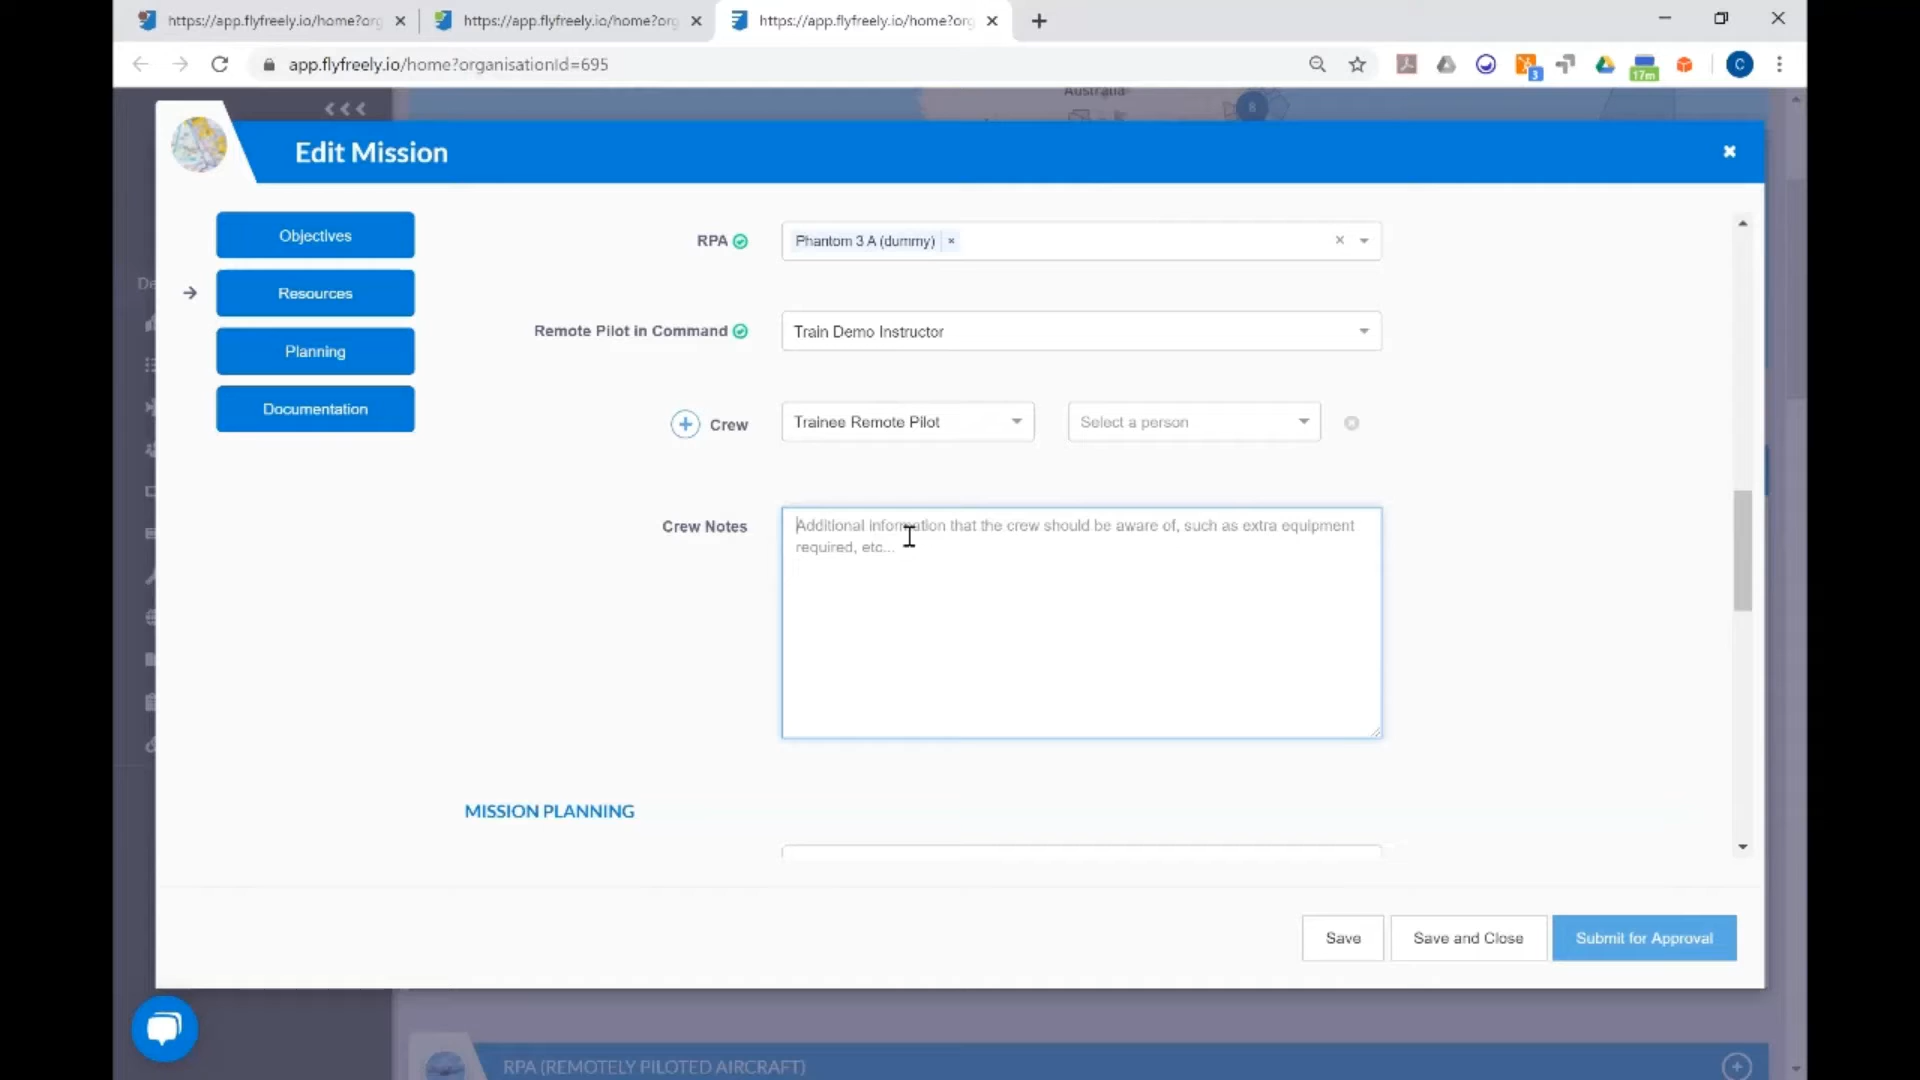 https://app.flyfreely.io/home?org
https://app.flyfreely.io/home?org
https://app.flyfreely.io/home?org
app.flyfreely.io/home?organisationId=695
3
17m
C
Australia
8
Edit Mission
Objectives
Resources
Planning
Documentation
De
RPA
Phantom 3 A (dummy) ×
Remote Pilot in Command
Train Demo Instructor
Crew
Trainee Remote Pilot
Select a person
Crew Notes
Additional information that the crew should be aware of, such as extra equipment
required, etc...
MISSION PLANNING
Save
Save and Close
Submit for Approval
RPA (REMOTELY PILOTED AIRCRAFT)